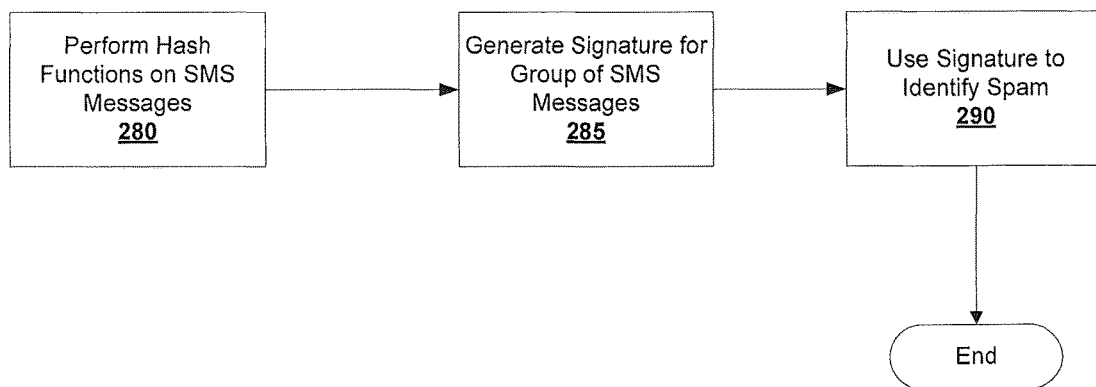 Perform Hash
Functions on SMS
Messages
280
Generate Signature for
Group of SMS
Messages
285
Use Signature to
Identify Spam
290
End